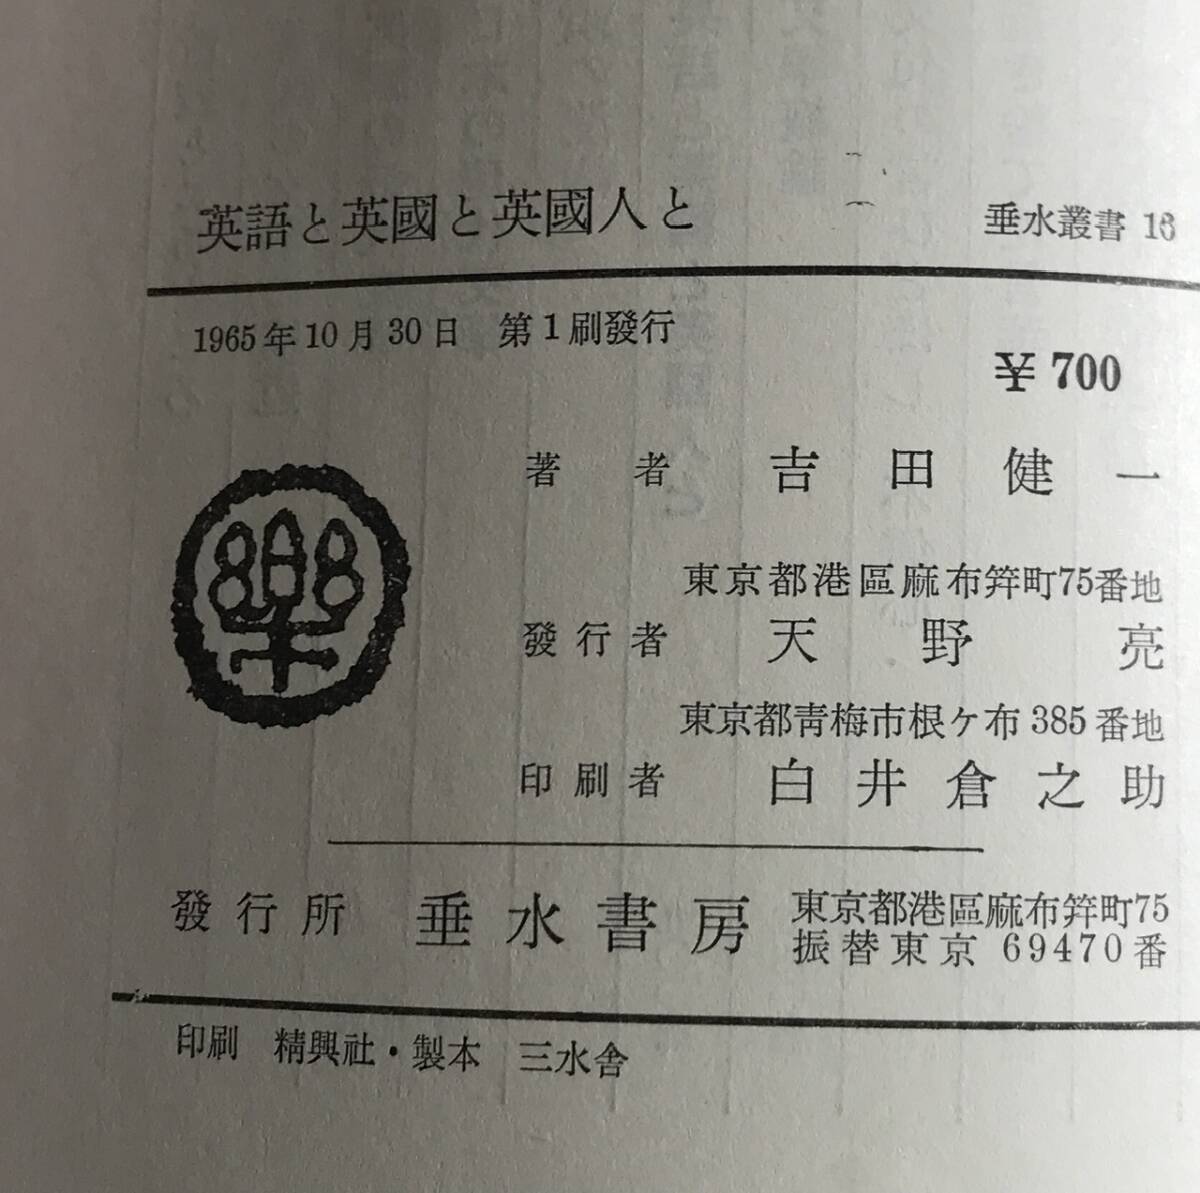 英語と英國と英國人と　垂水叢書 16
1965年10月30日　第1刷發行
¥ 700
樂
著者　吉田健一
東京都港區麻布笄町75番地
發行者　天野亮
東京都靑梅市根ケ布385番地
印刷者　白井倉之助
發行所　垂水書房　東京都港區麻布笄町75
振替東京 69470番
印刷　精興社・製本　三水舎